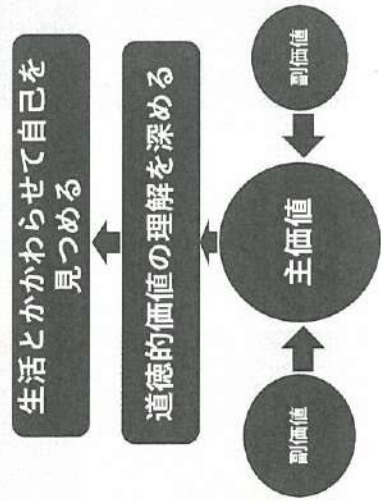 生活とかかわらせて自己を
見つめる
道徳的価値の理解を深める
主価値
副価値
副価値